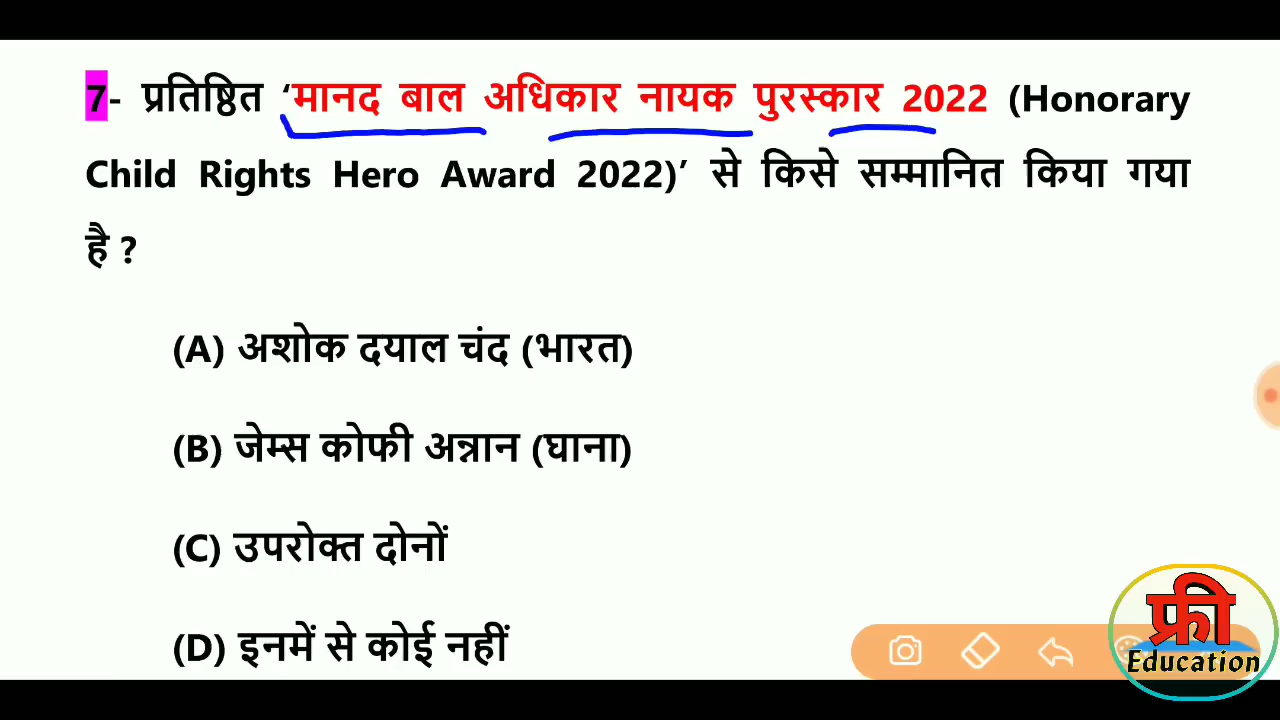 7- प्रतिष्ठित ‘मानद बाल अधिकार नायक पुरस्कार 2022 (Honorary
Child Rights Hero Award 2022)’ से किसे सम्मानित किया गया
है ?
(A) अशोक दयाल चंद (भारत)
(B) जेम्स कोफी अन्नान (घाना)
(C) उपरोक्त दोनों
(D) इनमें से कोई नहीं
फ्री
Education